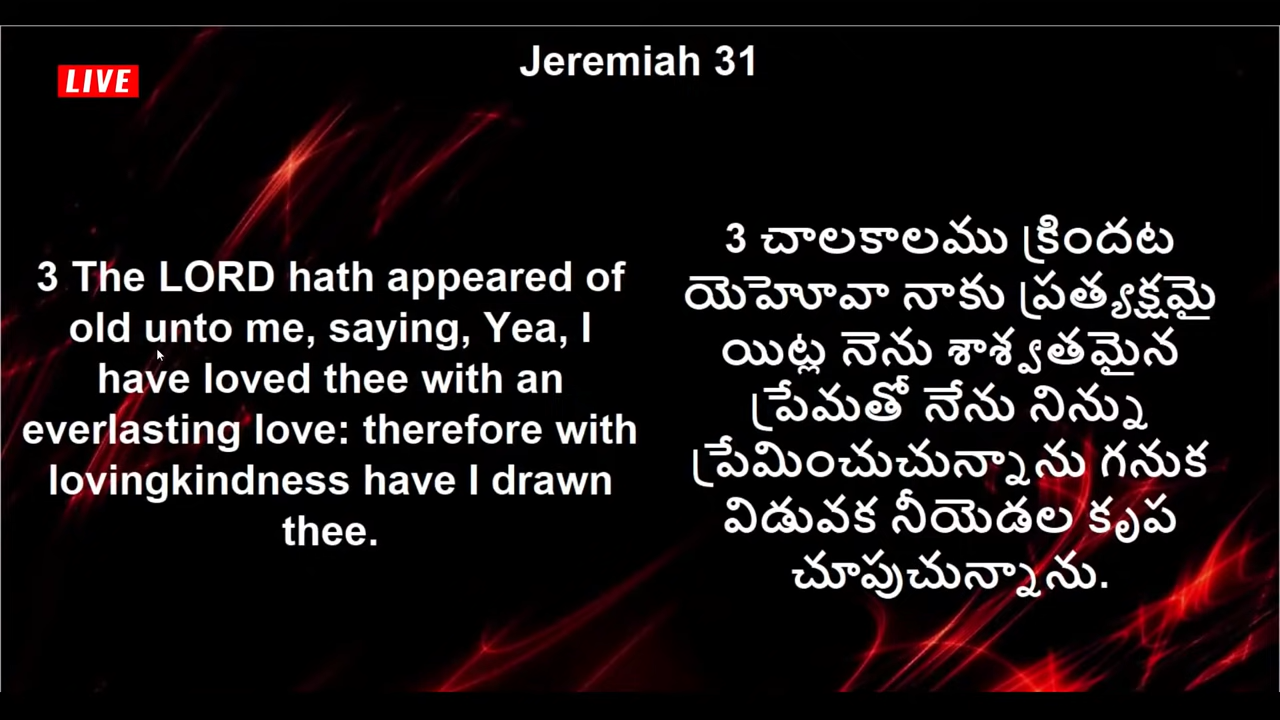 Jeremiah 31
LIVE
3 The LORD hath appeared of
old unto me, saying, Yea, I
have loved thee with an
everlasting love: therefore with
lovingkindness have I drawn
thee.
3 చాలకాలము క్రిందట
యెహోవా నాకు ప్రత్యక్షమై
యిట్ల నెను శాశ్వతమైన
ప్రేమతో నేను నిన్ను
ప్రేమించుచున్నాను గనుక
విడువక నీయెడల కృప
చూపుచున్నాను.